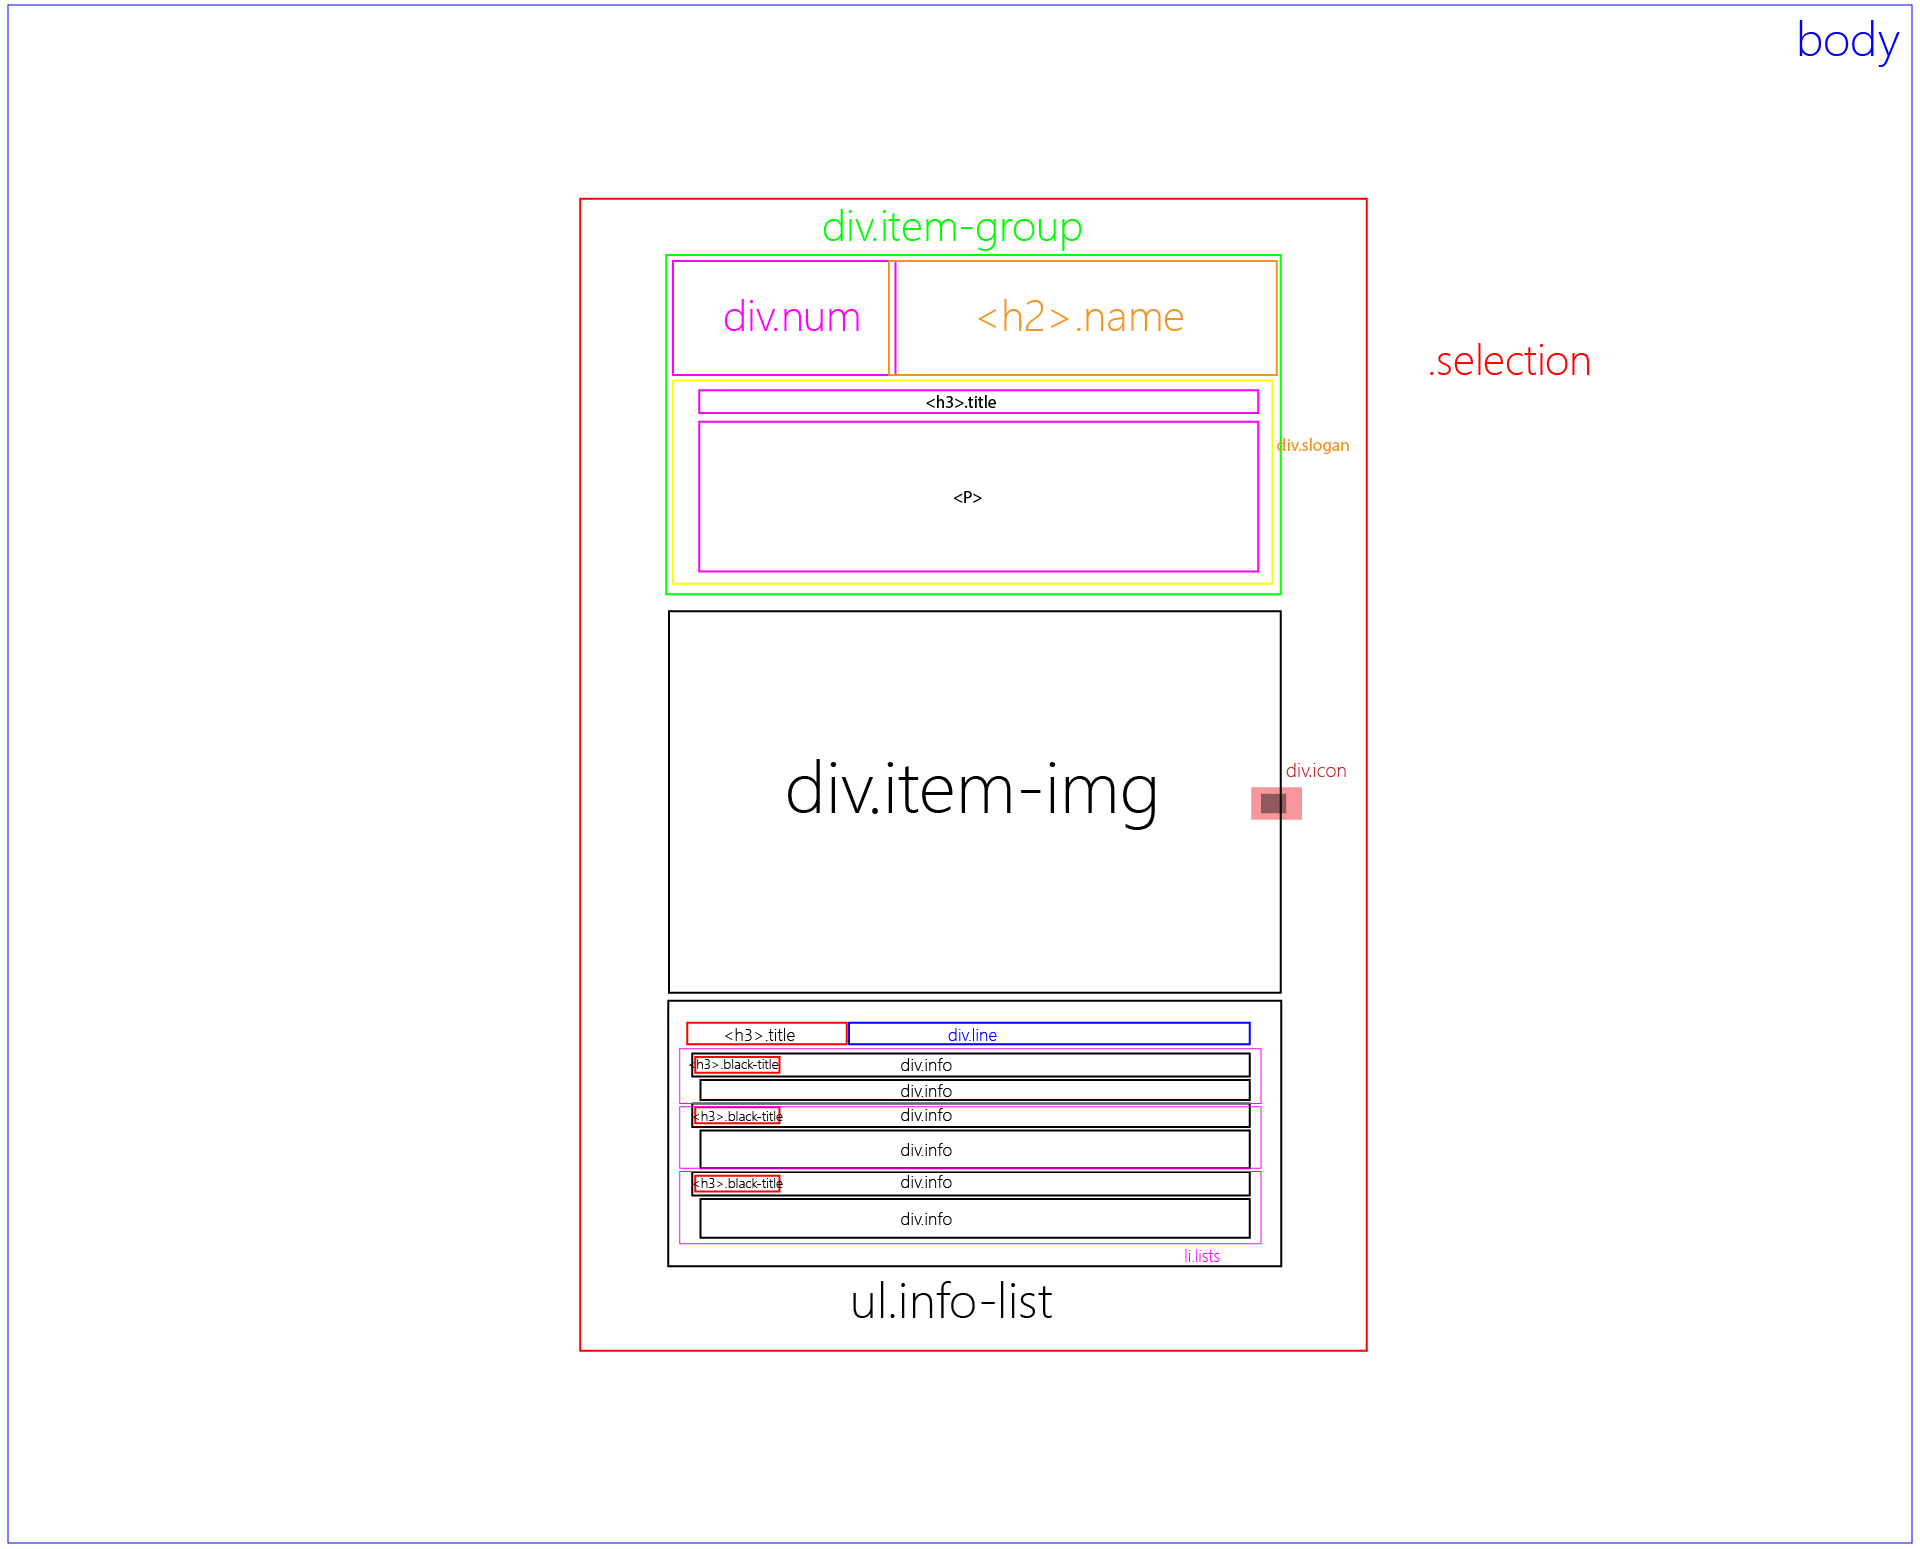 body
div.item-group
div.num
<h2>.name
.selection
<h3>.title
div.slogan
<P>
div.item-img
div.icon
<h3>.title
div.line
<h3>.black-title
div.info
div.info
<h3>.black-title
div.info
div.info
<h3>.black-title
div.info
div.info
li.lists
ul.info-list